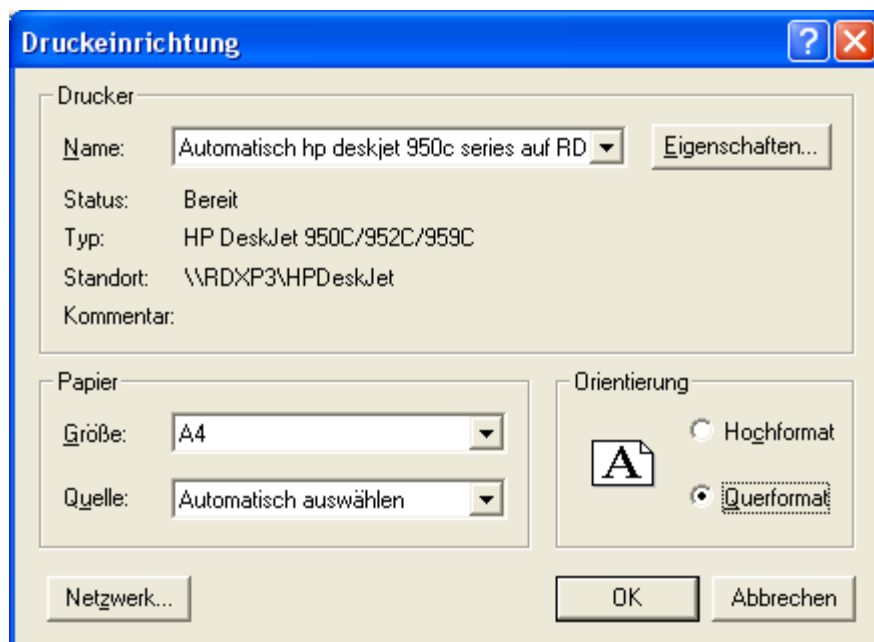 Druckeinrichtung
Drucker
Name: Automatisch hp deskjet 950c series auf RD Eigenschaften...
Status: Bereit
Typ: HP DeskJet 950C/952C/959C
Standort: \\RDXP3\HPDeskJet
Kommentar:
Papier
Größe: A4
Quelle: Automatisch auswählen
Orientierung
A
Hochformat
Querformat
Netzwerk... OK Abbrechen